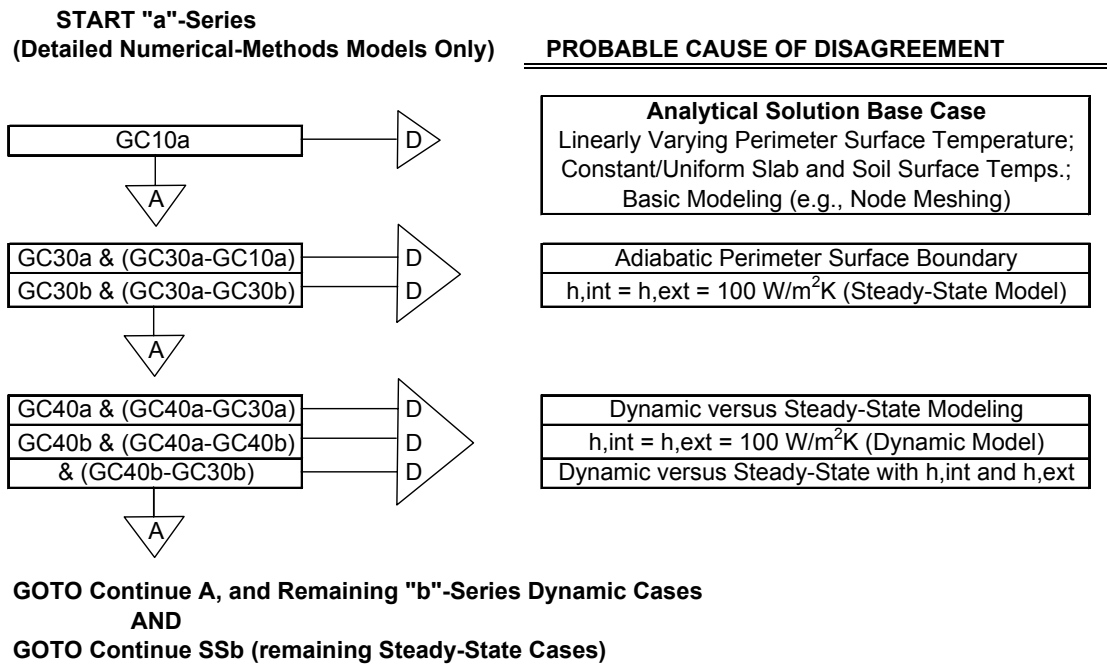 START "a"-Series
(Detailed Numerical-Methods Models Only)
PROBABLE CAUSE OF DISAGREEMENT
GC10a
D
A
Analytical Solution Base Case
Linearly Varying Perimeter Surface Temperature;
Constant/Uniform Slab and Soil Surface Temps.;
Basic Modeling (e.g., Node Meshing)
GC30a & (GC30a-GC10a)
D
Adiabatic Perimeter Surface Boundary
GC30b & (GC30a-GC30b)
D
h,int = h,ext = 100 W/m²K (Steady-State Model)
A
GC40a & (GC40a-GC30a)
D
Dynamic versus Steady-State Modeling
GC40b & (GC40a-GC40b)
D
h,int = h,ext = 100 W/m²K (Dynamic Model)
& (GC40b-GC30b)
D
Dynamic versus Steady-State with h,int and h,ext
A
GOTO Continue A, and Remaining "b"-Series Dynamic Cases
AND
GOTO Continue SSb (remaining Steady-State Cases)